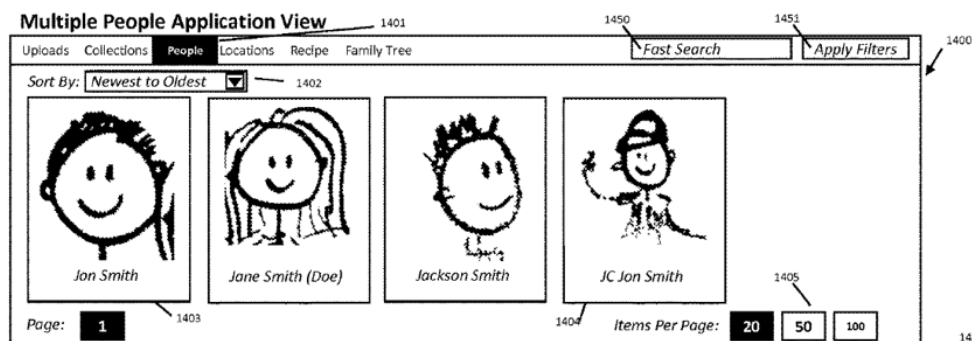 Multiple People Application View
1401
1450
1451
1400
Uploads Collections People Locations Recipe Family Tree Fast Search Apply Filters
Sort By: Newest to Oldest
1402
Jon Smith Jane Smith (Doe) Jackson Smith JC Jon Smith
1403
1404
1405
Page: 1 Items Per Page: 20 50 100
14